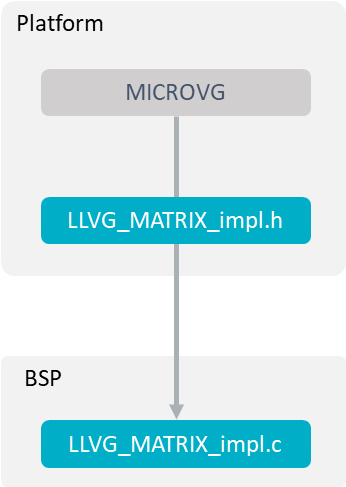 Platform
MICROVG
LLVG_MATRIX_impl.h
BSP
LLVG_MATRIX_impl.c